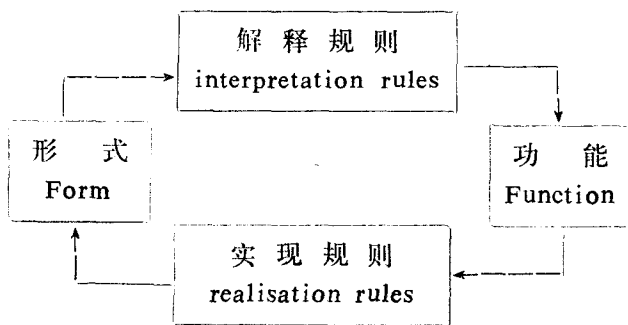 解释规则
interpretation rules
形式
Form
功能
Function
实现规则
realisation rules